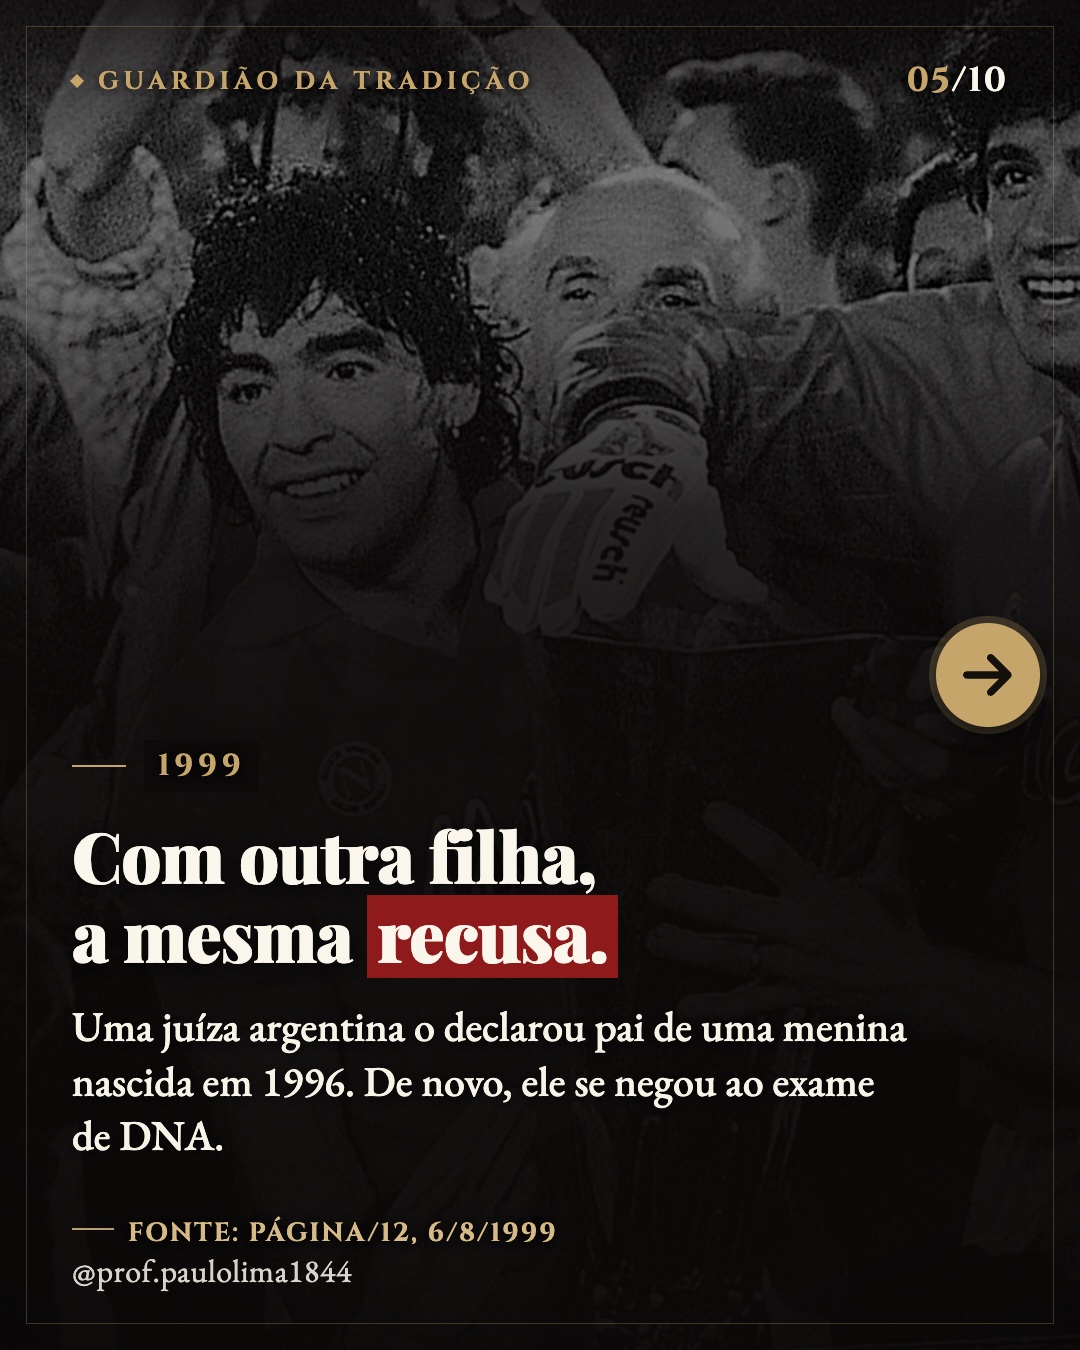 GUARDIÃO DA TRADIÇÃO
05/10
reusch
reusch
1999
Com outra filha,
a mesma recusa.
Uma juíza argentina o declarou pai de uma menina
nascida em 1996. De novo, ele se negou ao exame
de DNA.
FONTE: PÁGINA/12, 6/8/1999
@prof.paulolima1844